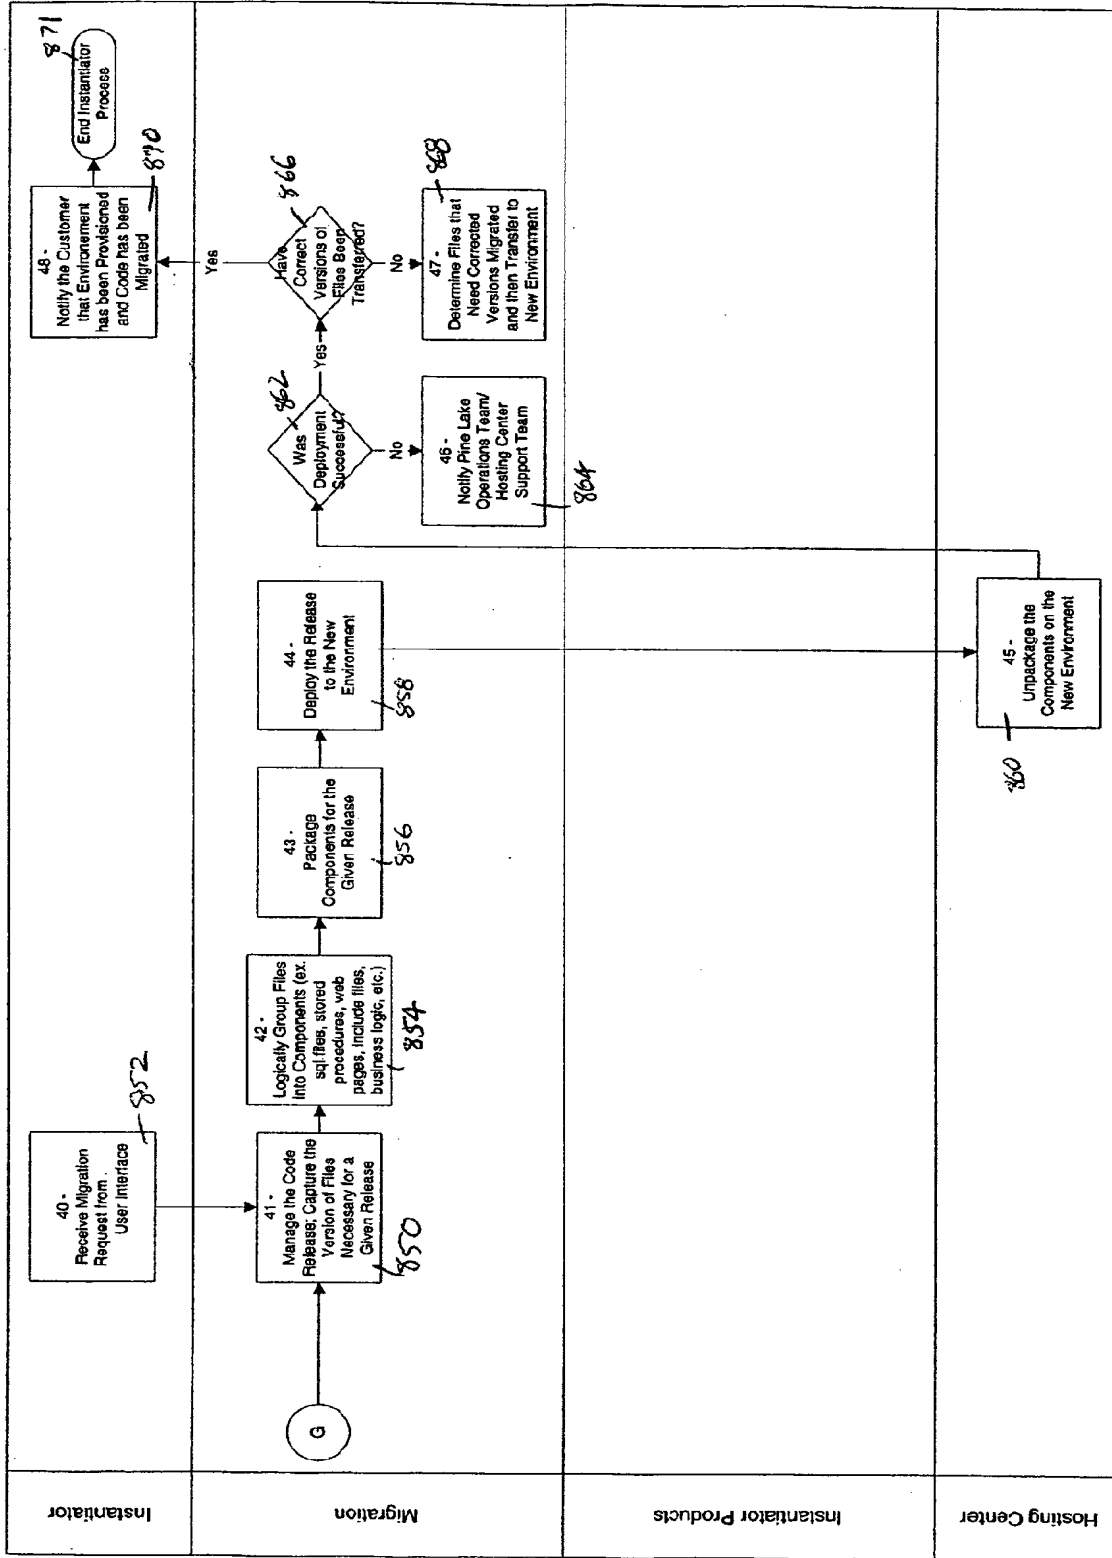 Instantiator
40 -
Receive Migration
Request from
User Interface
852
48 -
Notify the Customer
that Environement
has been Provisioned
and Code has been
Migrated
870
End Instantiator
Process
871
Migration
G
41 -
Manage the Code
Release; Capture the
Version of Files
Necessary for a
Given Release
850
42 -
Logically Group Files
Into Components (ex.
sql files, stored
procedures, web
pages, include files,
business logic, etc.)
854
43 -
Package
Components for the
Given Release
856
44 -
Deploy the Release
to the New
Environment
858
Was
Deployment
Successful?
862
Yes
No
46 -
Notify Pine Lake
Operations Team/
Hosting Center
Support Team
864
Have
Correct
Versions of
Files Been
Transferred?
866
Yes
No
47 -
Determine Files that
Need Corrected
Versions Migrated
and then Transfer to
New Environment
868
Instantiator Products
Hosting Center
45 -
Unpackage the
Components on the
New Environment
860